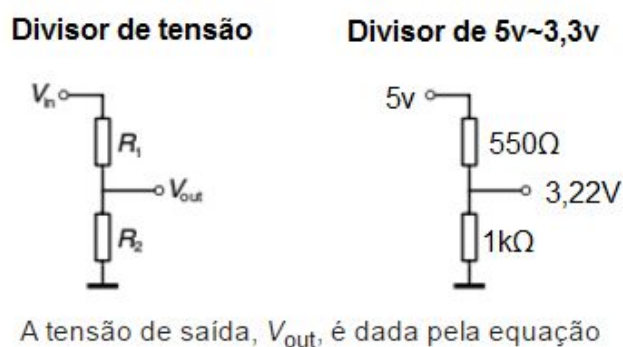 Divisor de tensão
Divisor de 5v~3,3v
Vin
R1
Vout
R2
5v
550Ω
3,22V
1kΩ
A tensão de saída, Vout, é dada pela equação